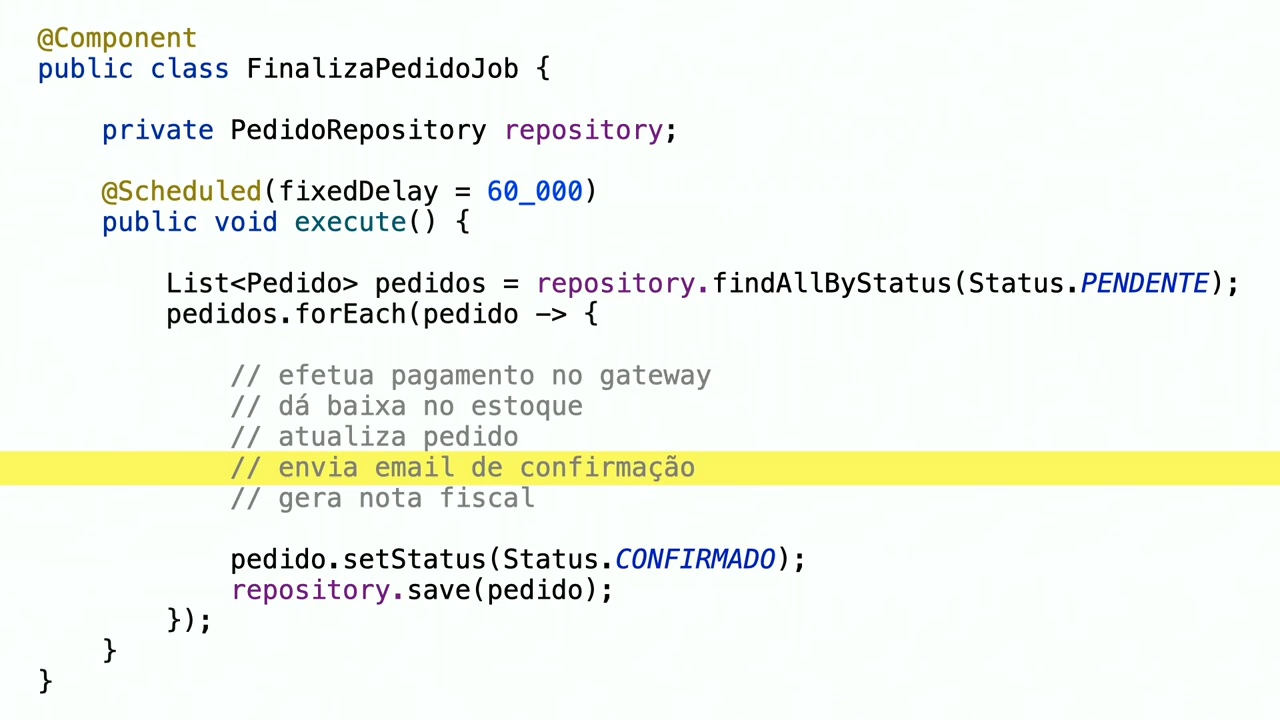 @Component
public class FinalizaPedidoJob {
private PedidoRepository repository;
@Scheduled(fixedDelay = 60_000)
public void execute() {
List<Pedido> pedidos = repository.findAllByStatus(Status.PENDENTE);
pedidos.forEach(pedido -> {
// efetua pagamento no gateway
// dá baixa no estoque
// atualiza pedido
// envia email de confirmação
// gera nota fiscal
pedido.setStatus(Status.CONFIRMADO);
repository.save(pedido);
});
}
}